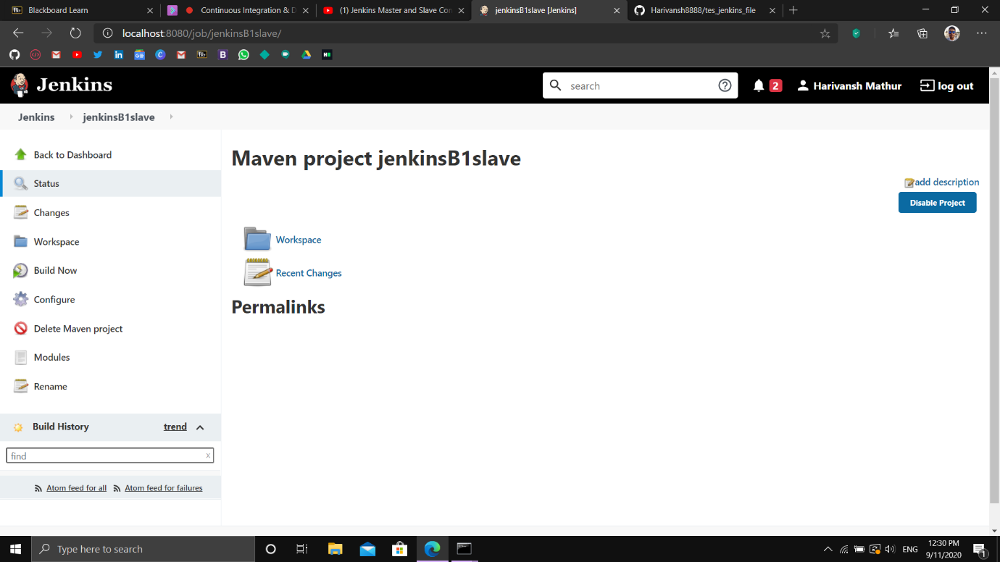 Blackboard Learn
Continuous Integration & D
(1) Jenkins Master and Slave Con
jenkinsB1slave [Jenkins]
Harivansh8888/tes_jenkins_file
localhost:8080/job/jenkinsB1slave/
Jenkins
search
2
Harivansh Mathur
log out
Jenkins
jenkinsB1slave
Back to Dashboard
Status
Changes
Workspace
Build Now
Configure
Delete Maven project
Modules
Rename
Build History
trend
find
x
Atom feed for all
Atom feed for failures
Maven project jenkinsB1slave
add description
Disable Project
Workspace
Recent Changes
Permalinks
Type here to search
ENG
12:30 PM
9/11/2020
1